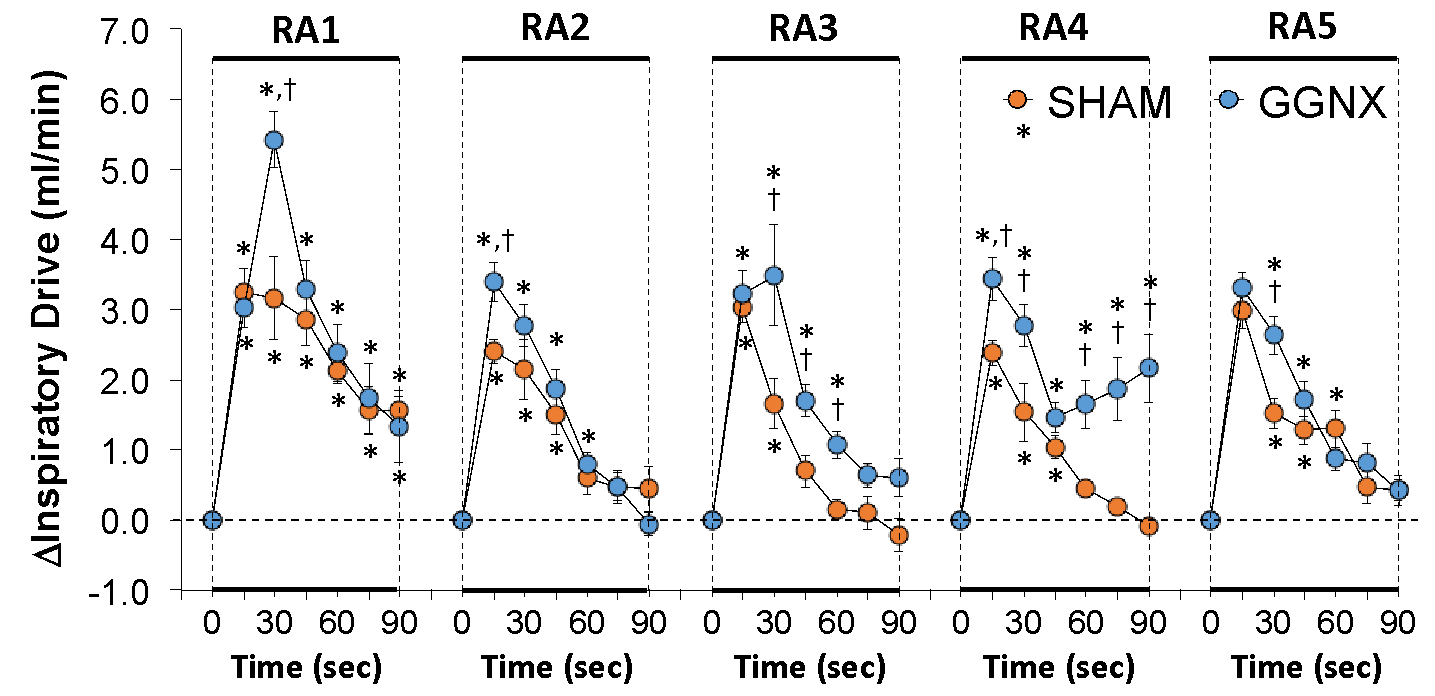 RA1 RA2 RA3 RA4 RA5
7.0
6.0
5.0
4.0
3.0
2.0
1.0
0.0
-1.0
ΔInspiratory Drive (ml/min)
SHAM GGNX
*,† * * * * * * * * * * *
*,† * * * * * * *
* * † * † * † * *
* *,† * † * * † * † * † * * *
* † * * * *
0 30 60 90 0 30 60 90 0 30 60 90 0 30 60 90 0 30 60 90
Time (sec) Time (sec) Time (sec) Time (sec) Time (sec)